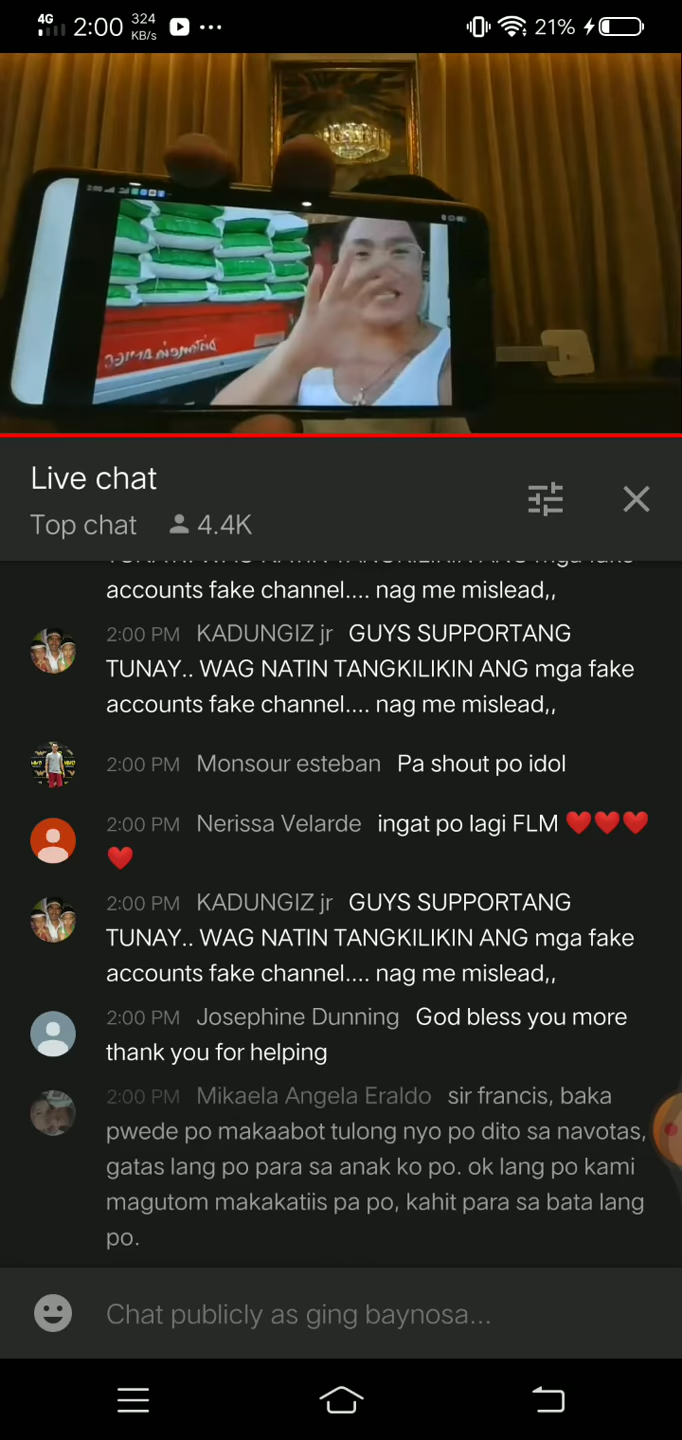 4G 2:00 324 KB/s 21%
Live chat
Top chat 4.4K
accounts fake channel.... nag me mislead,,
2:00 PM KADUNGIZ jr GUYS SUPPORTANG
TUNAY.. WAG NATIN TANGKILIKIN ANG mga fake
accounts fake channel.... nag me mislead,,
2:00 PM Monsour esteban Pa shout po idol
2:00 PM Nerissa Velarde ingat po lagi FLM ❤️❤️❤️
❤️
2:00 PM KADUNGIZ jr GUYS SUPPORTANG
TUNAY.. WAG NATIN TANGKILIKIN ANG mga fake
accounts fake channel.... nag me mislead,,
2:00 PM Josephine Dunning God bless you more
thank you for helping
2:00 PM Mikaela Angela Eraldo sir francis, baka
pwede po makaabot tulong nyo po dito sa navotas,
gatas lang po para sa anak ko po. ok lang po kami
magutom makakatiis pa po, kahit para sa bata lang
po.
Chat publicly as ging baynosa...